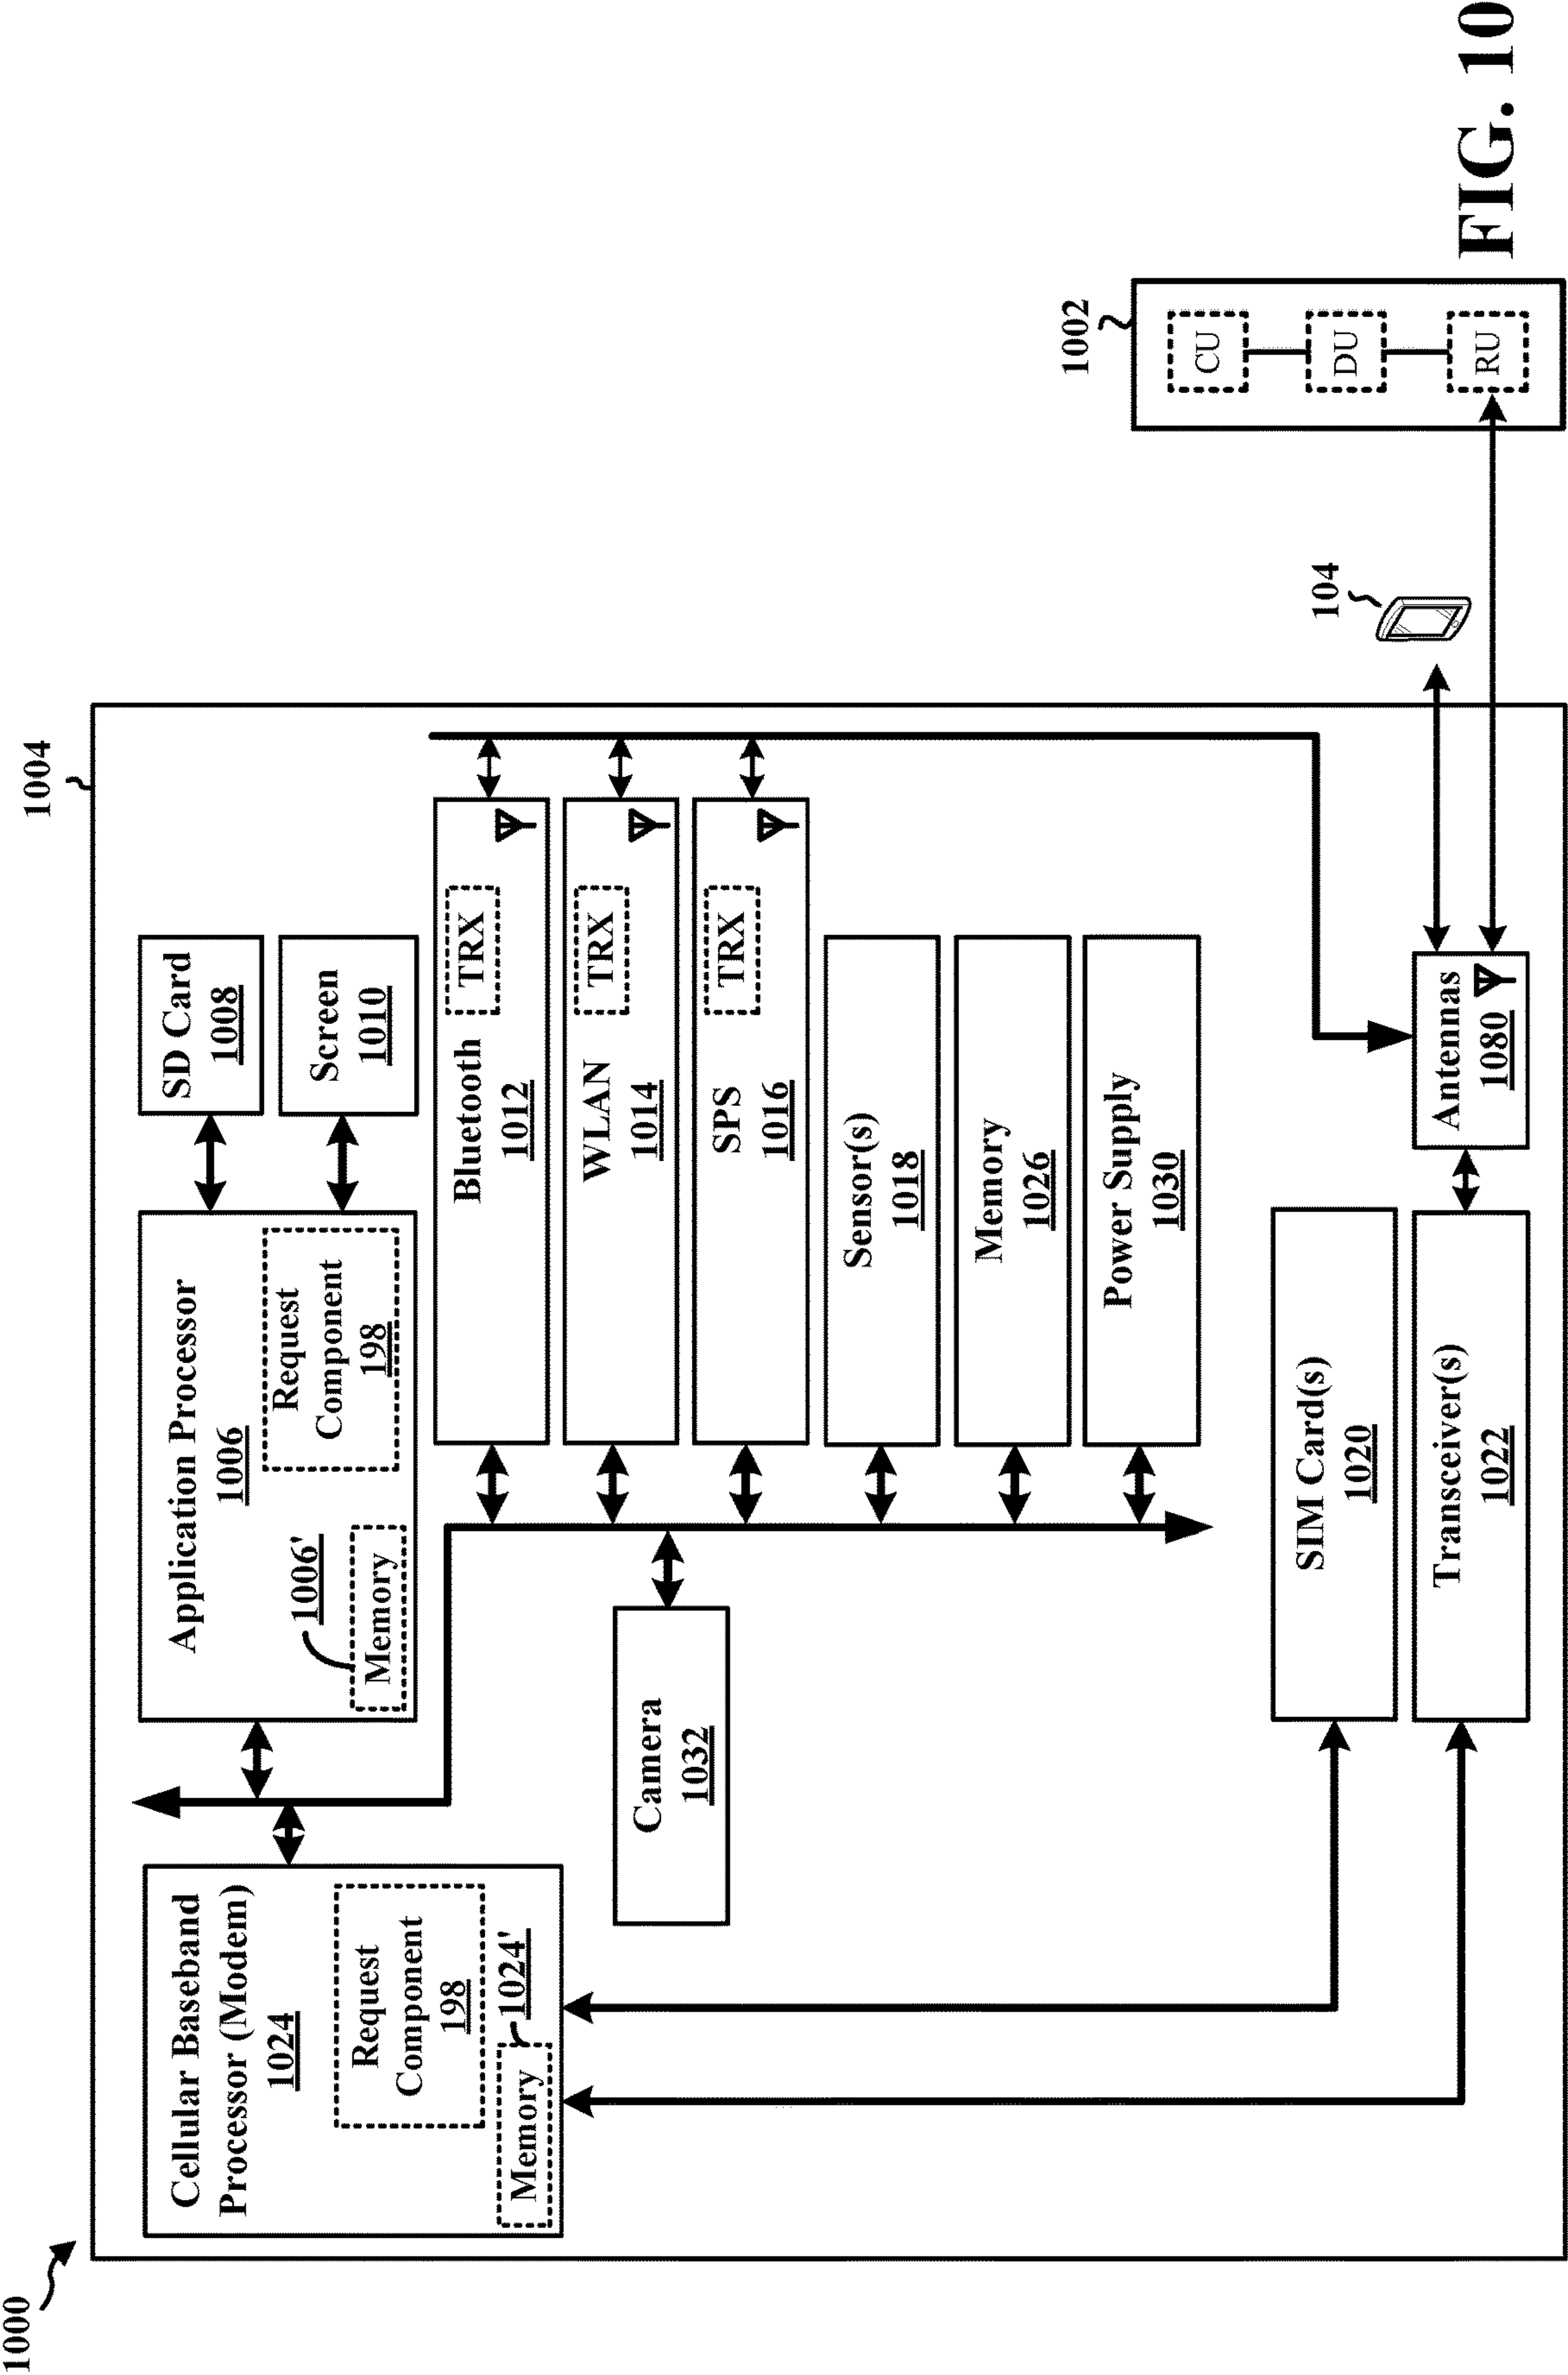 1000
1004
Cellular Baseband
Processor (Modem)
1024
Request
Component
198
1024'
Memory
Application Processor
1006
1006'
Memory
Request
Component
198
SD Card
1008
Screen
1010
Bluetooth
1012
TRX
WLAN
1014
TRX
SPS
1016
TRX
Camera
1032
Sensor(s)
1018
Memory
1026
Power Supply
1030
SIM Card(s)
1020
Transceiver(s)
1022
Antennas
1080
104
1002
CU
DU
RU
FIG. 10